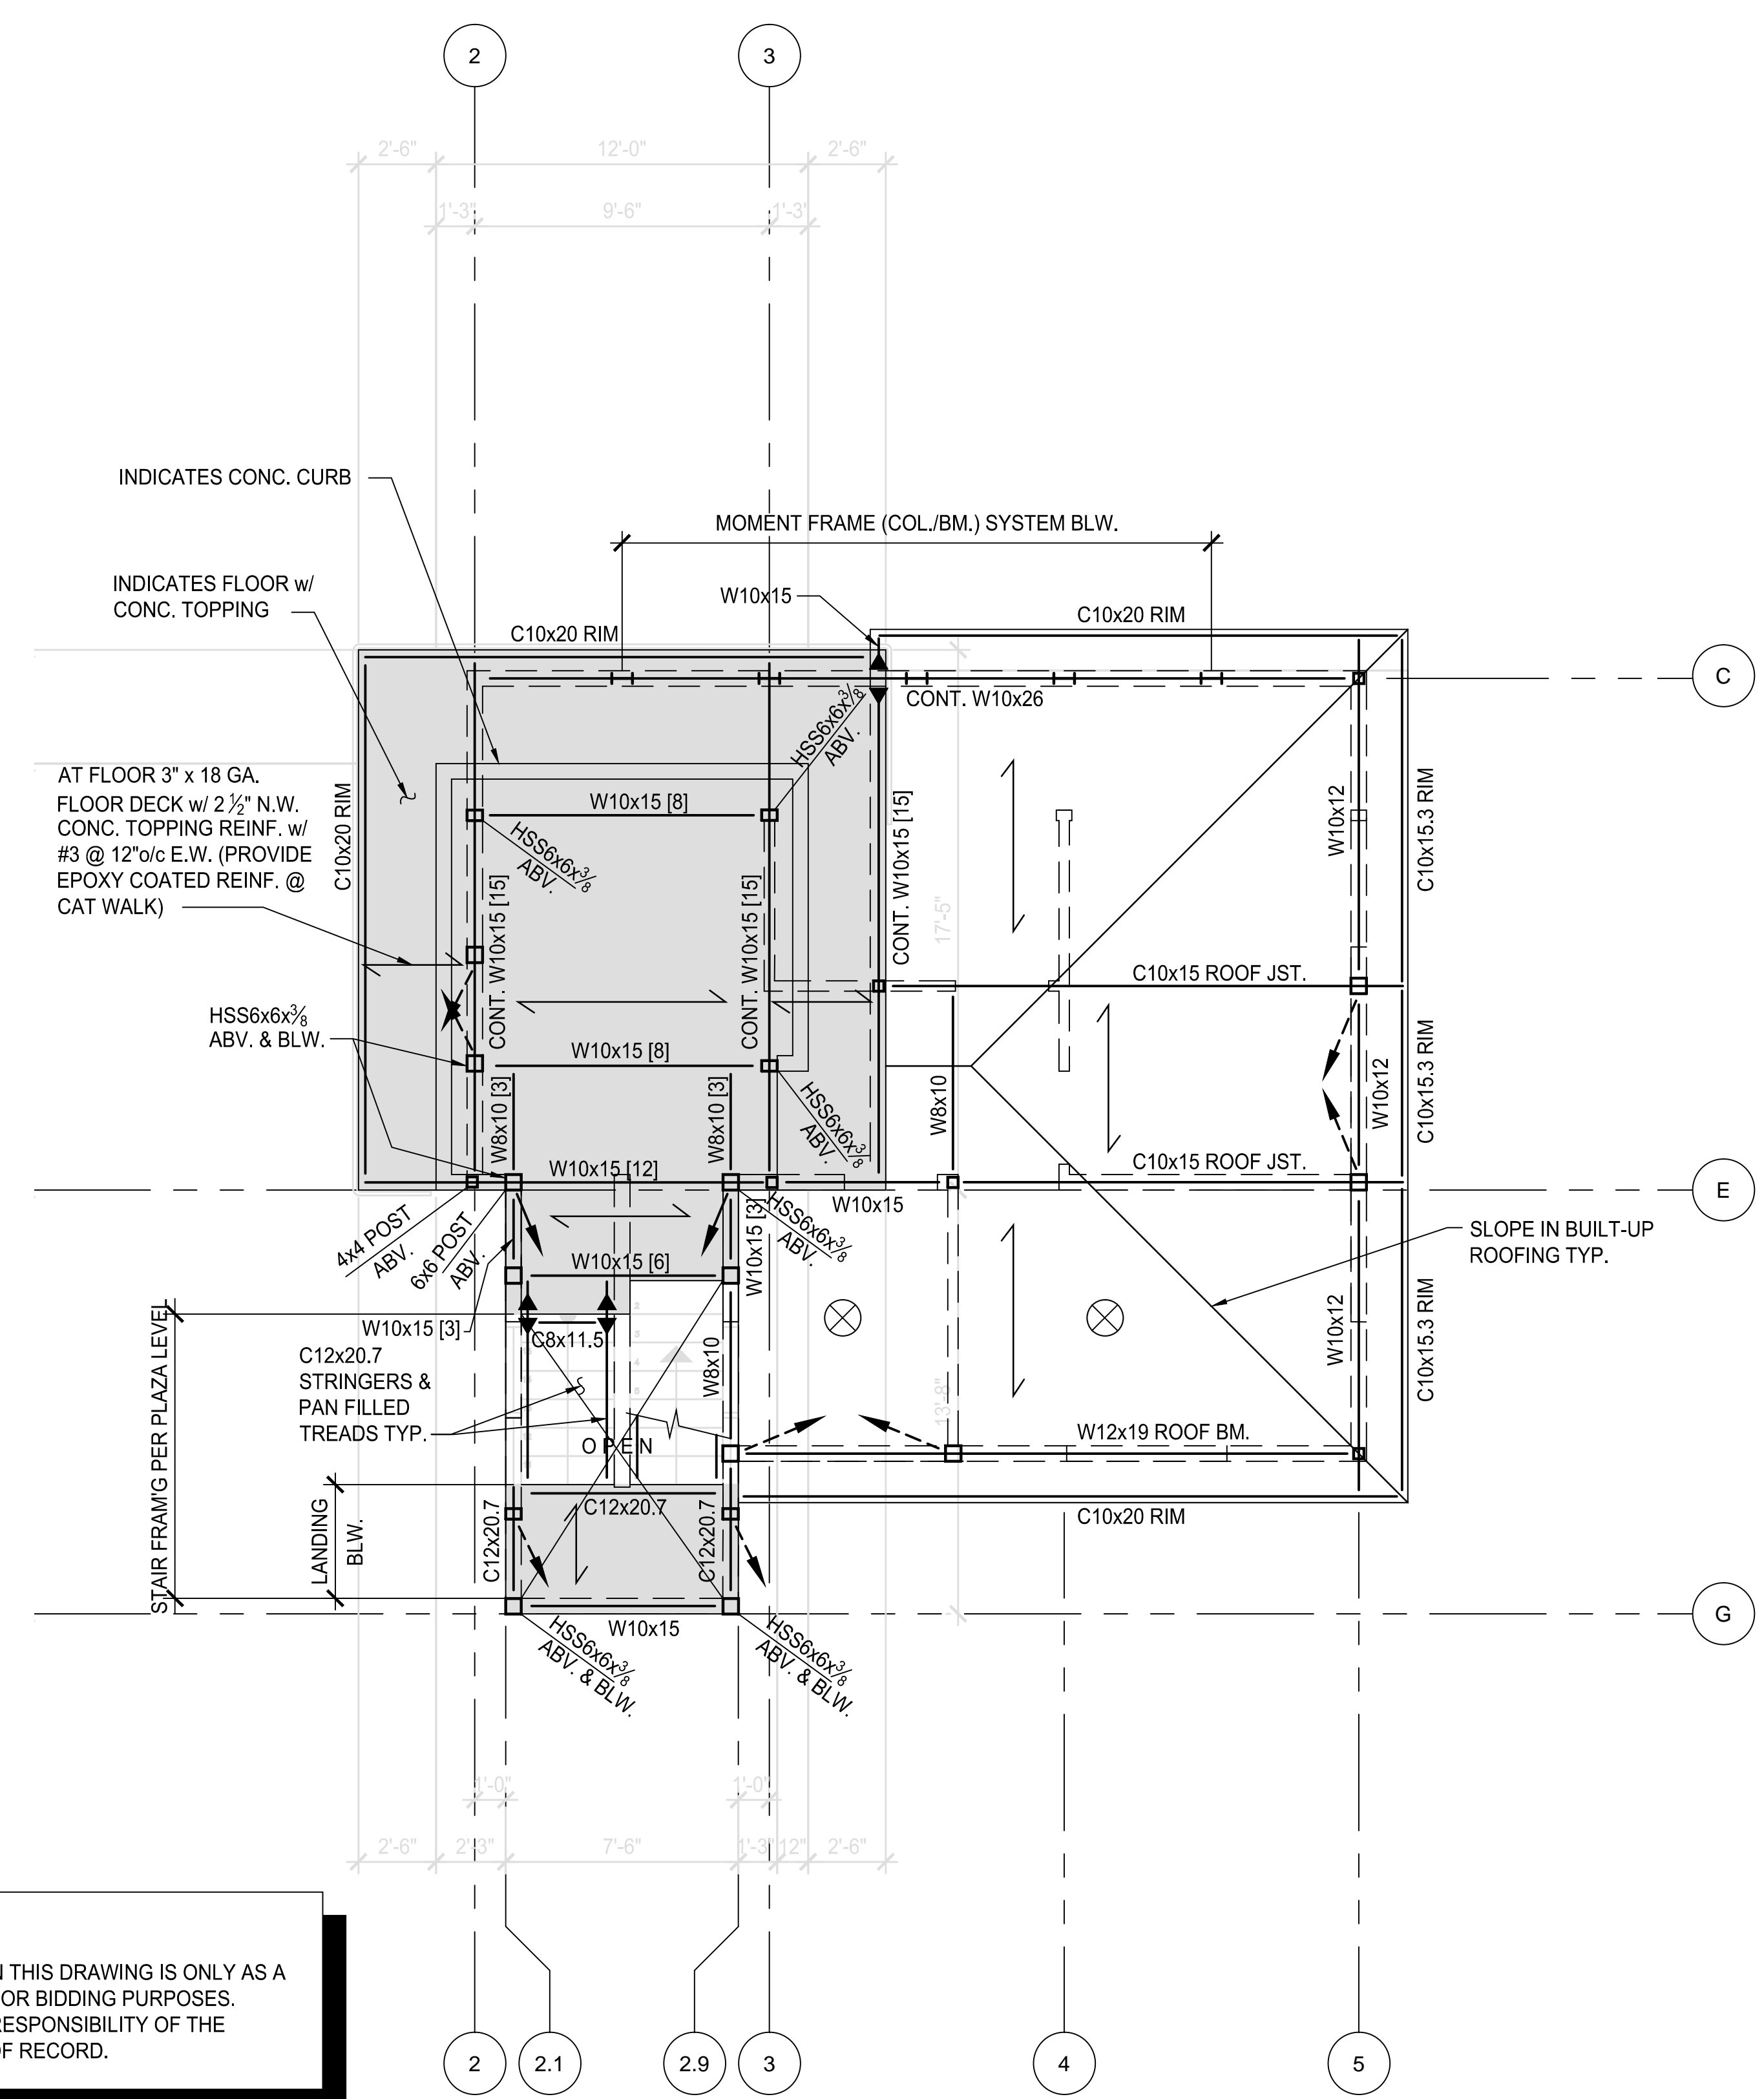 2
3
2'-6"
12'-0"
2'-6"
1'-3"
9'-6"
1'-3"
INDICATES CONC. CURB
MOMENT FRAME (COL./BM.) SYSTEM BLW.
INDICATES FLOOR w/
CONC. TOPPING
W10x15
C10x20 RIM
C10x20 RIM
C
CONT. W10x26
HSS6x6x⅜
ABV.
AT FLOOR 3" x 18 GA.
FLOOR DECK w/ 2 ½" N.W.
CONC. TOPPING REINF. w/
#3 @ 12"o/c E.W. (PROVIDE
EPOXY COATED REINF. @
CAT WALK)
C10x20 RIM
W10x15 [8]
HSS6x6x⅜
ABV.
CONT. W10x15 [15]
CONT. W10x15 [15]
CONT. W10x15 [15]
17'-5"
W10x12
C10x15.3 RIM
C10x15 ROOF JST.
HSS6x6x⅜
ABV. & BLW.
W10x15 [8]
W8x10 [3]
W8x10 [3]
HSS6x6x⅜
ABV.
W8x10
W10x12
C10x15.3 RIM
W10x15 [12]
C10x15 ROOF JST.
E
W10x15
4x4 POST
ABV.
6x6 POST
ABV.
W10x15 [3]
HSS6x6x⅜
ABV.
SLOPE IN BUILT-UP
ROOFING TYP.
W10x15 [6]
W10x15 [3]
C8x11.5
2
3
4
5
W8x10
W10x12
C10x15.3 RIM
C12x20.7
STRINGERS &
PAN FILLED
TREADS TYP.
STAIR FRAM'G PER PLAZA LEVEL
13'-8"
OPEN
W12x19 ROOF BM.
LANDING
BLW.
C12x20.7
C12x20.7
C12x20.7
C10x20 RIM
G
W10x15
HSS6x6x⅜
ABV. & BLW.
HSS6x6x⅜
ABV. & BLW.
1'-0"
1'-0"
2'-6"
2'-3"
7'-6"
1'-3"
12"
2'-6"
N THIS DRAWING IS ONLY AS A
OR BIDDING PURPOSES.
RESPONSIBILITY OF THE
OF RECORD.
2
2.1
2.9
3
4
5